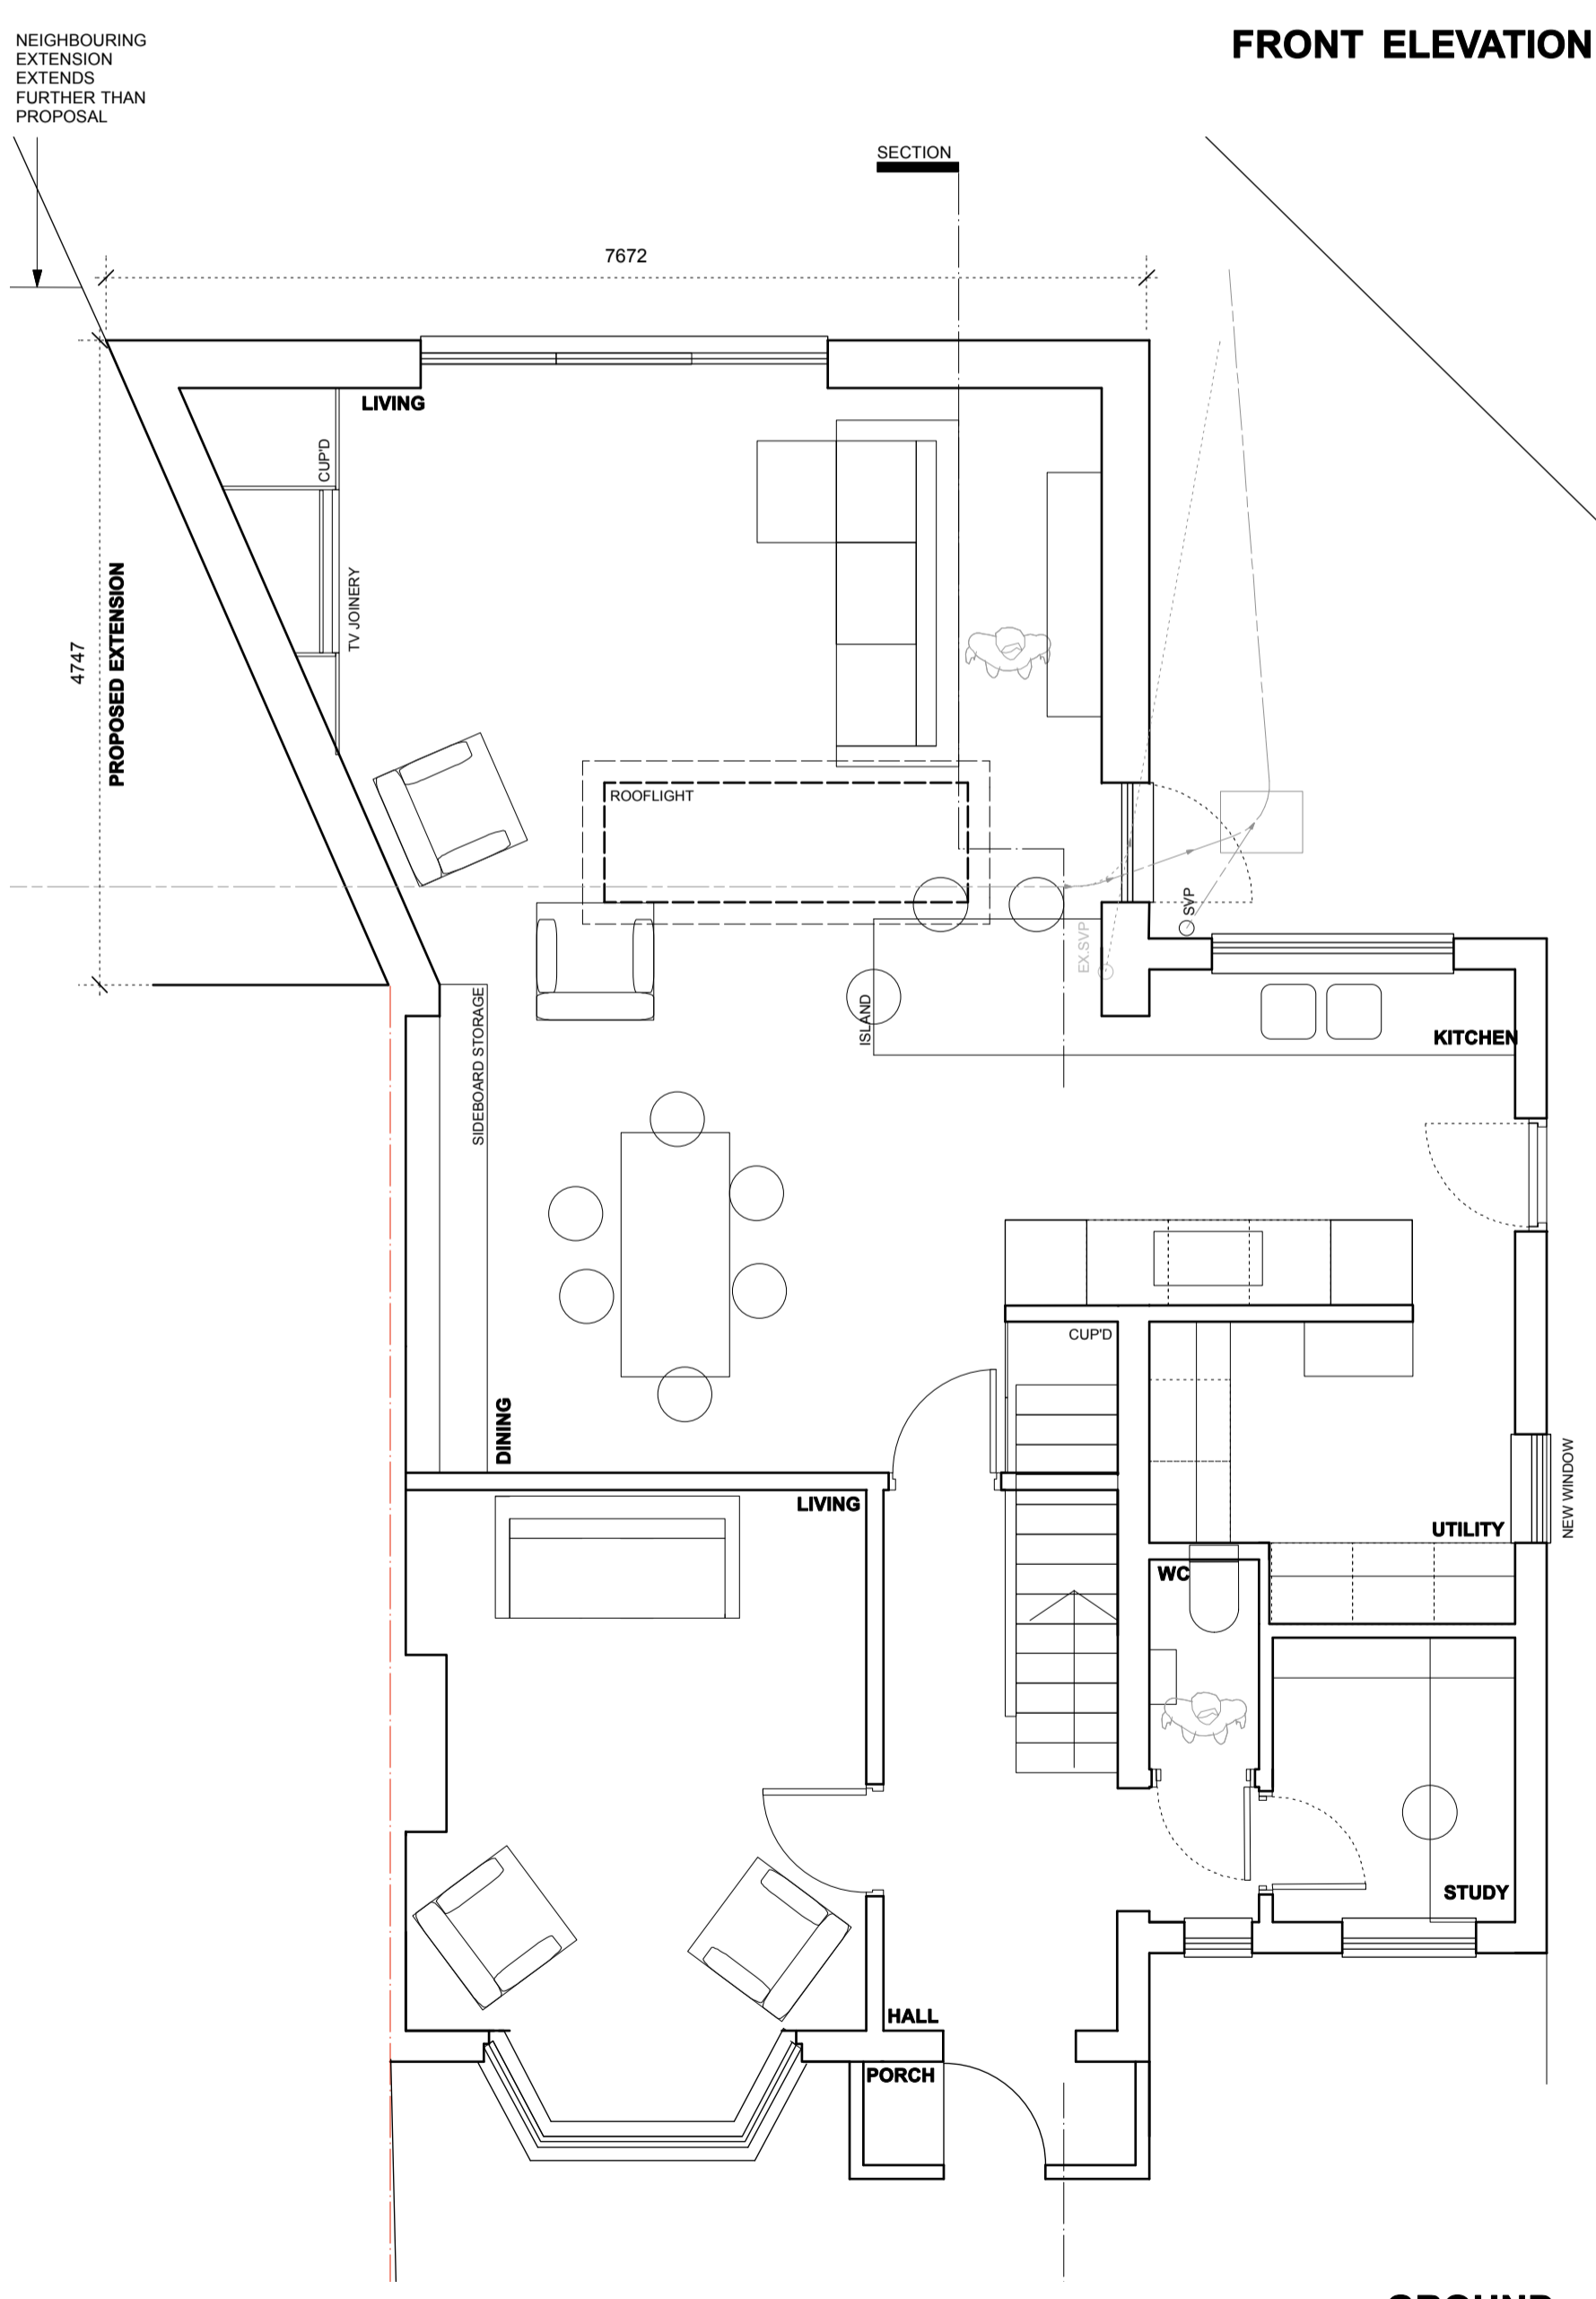 FRONT ELEVATION
NEIGHBOURING
EXTENSION
EXTENDS
FURTHER THAN
PROPOSAL
SECTION
7672
LIVING
CUP'D
TV JOINERY
PROPOSED EXTENSION
4747
ROOFLIGHT
SVP
EX.SVP
ISLAND
KITCHEN
SIDEBOARD STORAGE
CUP'D
DINING
LIVING
UTILITY
NEW WINDOW
WC
STUDY
HALL
PORCH
GROUND